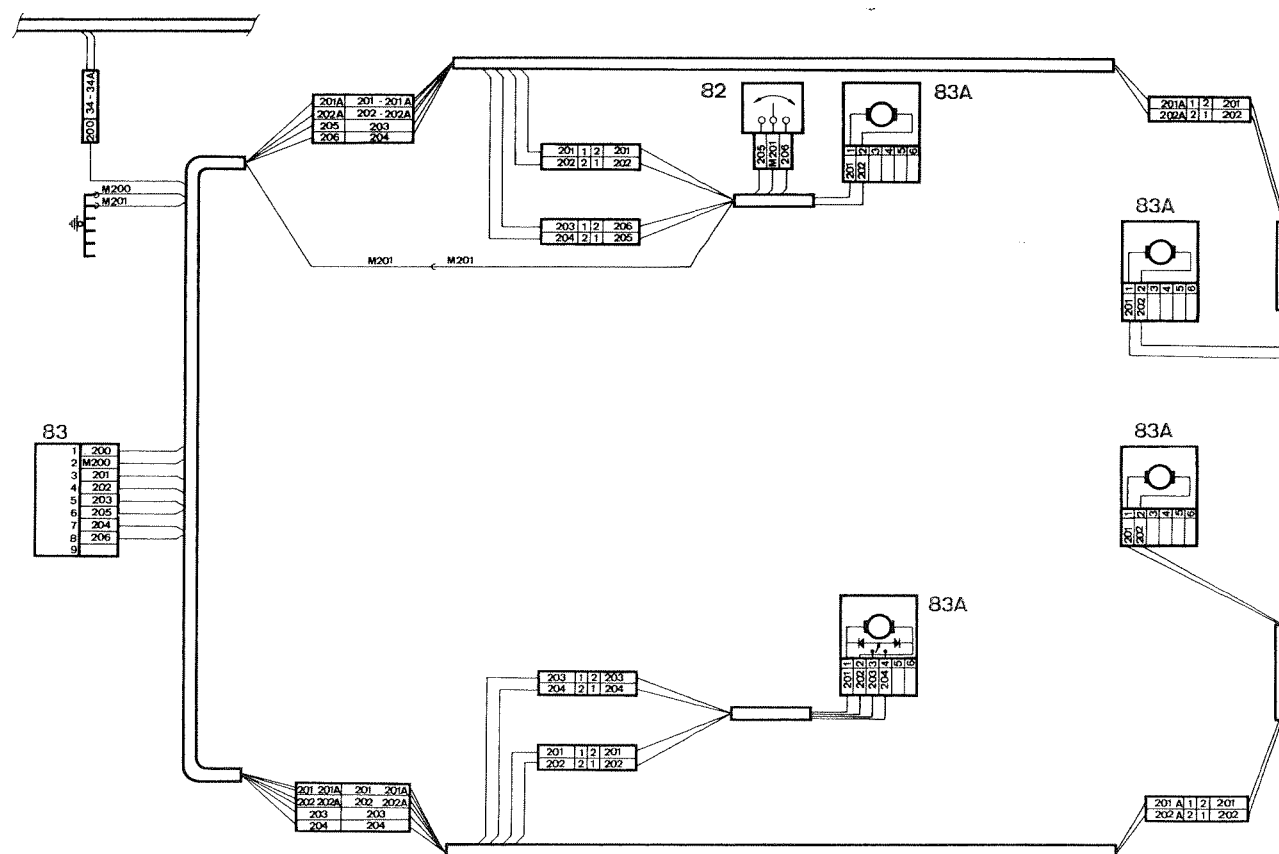 200 34-34A
M200
M201
201A 201 - 201A
202A 202 - 202A
205 203
206 204
201 1 2 201
202 2 1 202
203 1 2 206
204 2 1 205
M201 M201
82
205 M201 206
83A
1 2 3 4 5 6
201 202
201A 1 2 201
202A 2 1 202
83A
1 2 3 4 5 6
201 202
83
1 200
2 M200
3 201
4 202
5 203
6 205
7 204
8 206
9
83A
1 2 3 4 5 6
201 202
83A
1 2 3 4 5 6
201 202 203 204
203 1 2 203
204 2 1 204
201 1 2 201
202 2 1 202
201 201A 201 201A
202 202A 202 202A
203 203
204 204
201 A 1 2 201
202 A 2 1 202